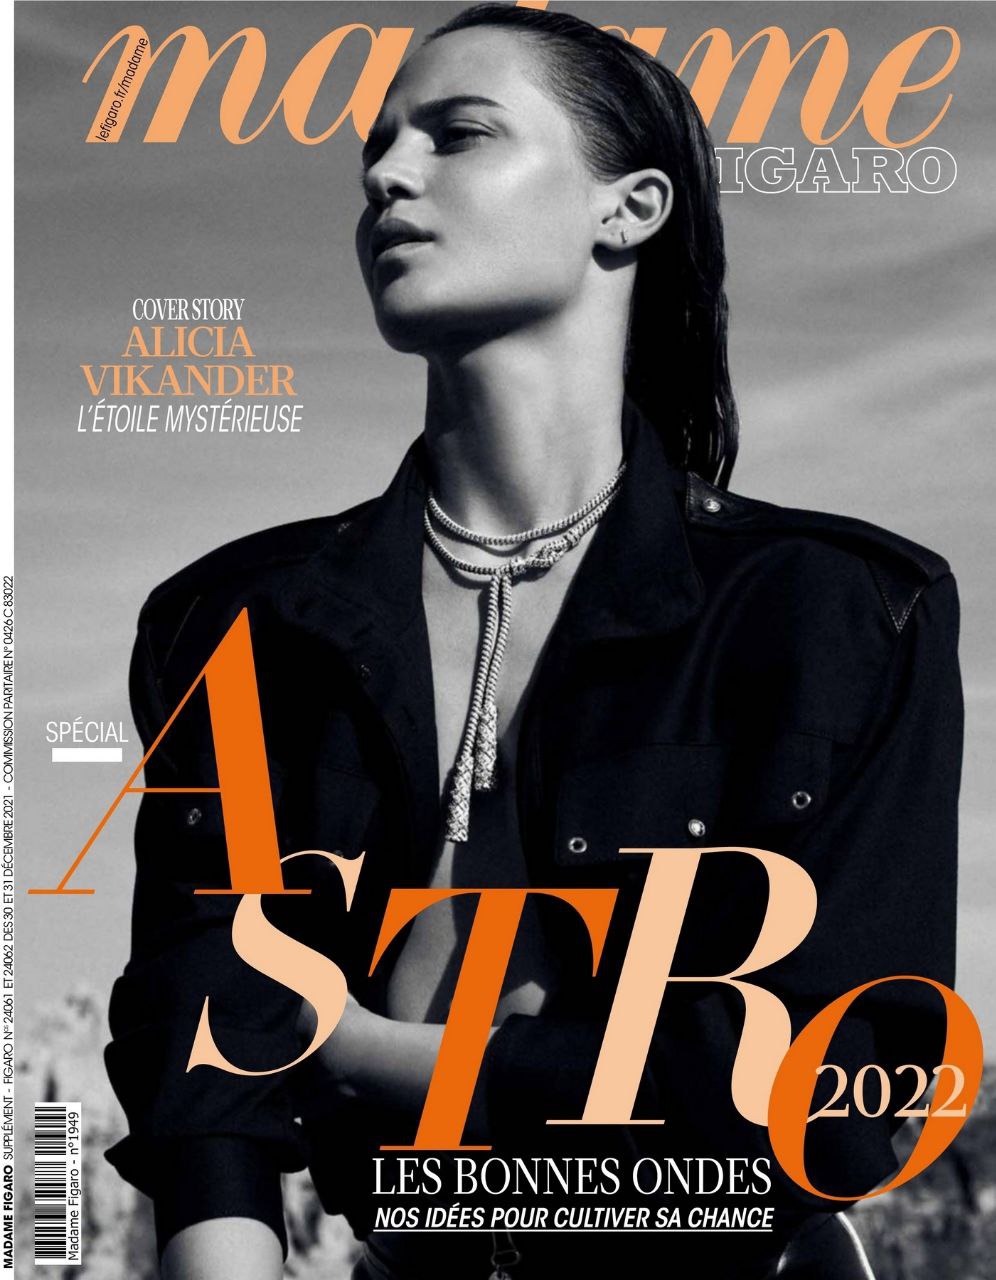 madame
FIGARO
lefigaro.fr/madame
COVER STORY
ALICIA
VIKANDER
L'ÉTOILE MYSTÉRIEUSE
SPÉCIAL
ASTRO
2022
LES BONNES ONDES
NOS IDÉES POUR CULTIVER SA CHANCE
MADAME FIGARO SUPPLÉMENT - FIGARO Nos 24061 ET 24062 DES 30 ET 31 DÉCEMBRE 2021 - COMMISSION PARITAIRE N° 0426 C 83022
Madame Figaro - n°1949